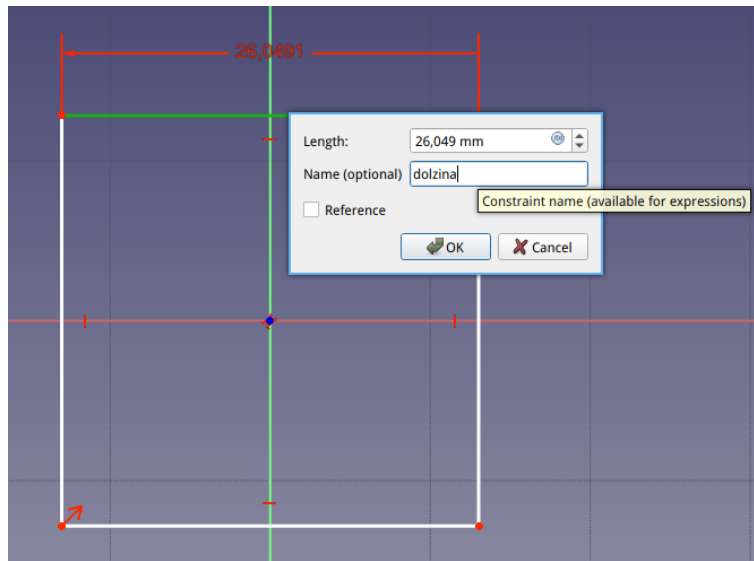 26,0491
Length: 26,049 mm
Name (optional) dolzina
Constraint name (available for expressions)
Reference
OK Cancel